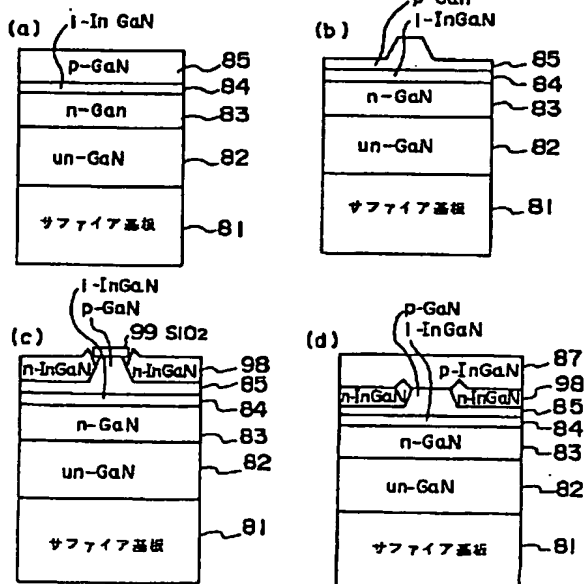 (a)
i-In GaN
p-GaN
85
84
n-Gan
83
un-GaN
82
サファイア基板
81
(b)
p-GaN
i-InGaN
85
84
n-GaN
83
un-GaN
82
サファイア基板
81
(c)
i-InGaN
p-GaN
99 SiO2
n-InGaN
n-InGaN
98
85
84
n-GaN
83
un-GaN
82
サファイア基板
81
(d)
p-GaN
i-InGaN
p-InGaN
87
n-InGaN
n-InGaN
98
85
84
n-GaN
83
un-GaN
82
サファイア基板
81